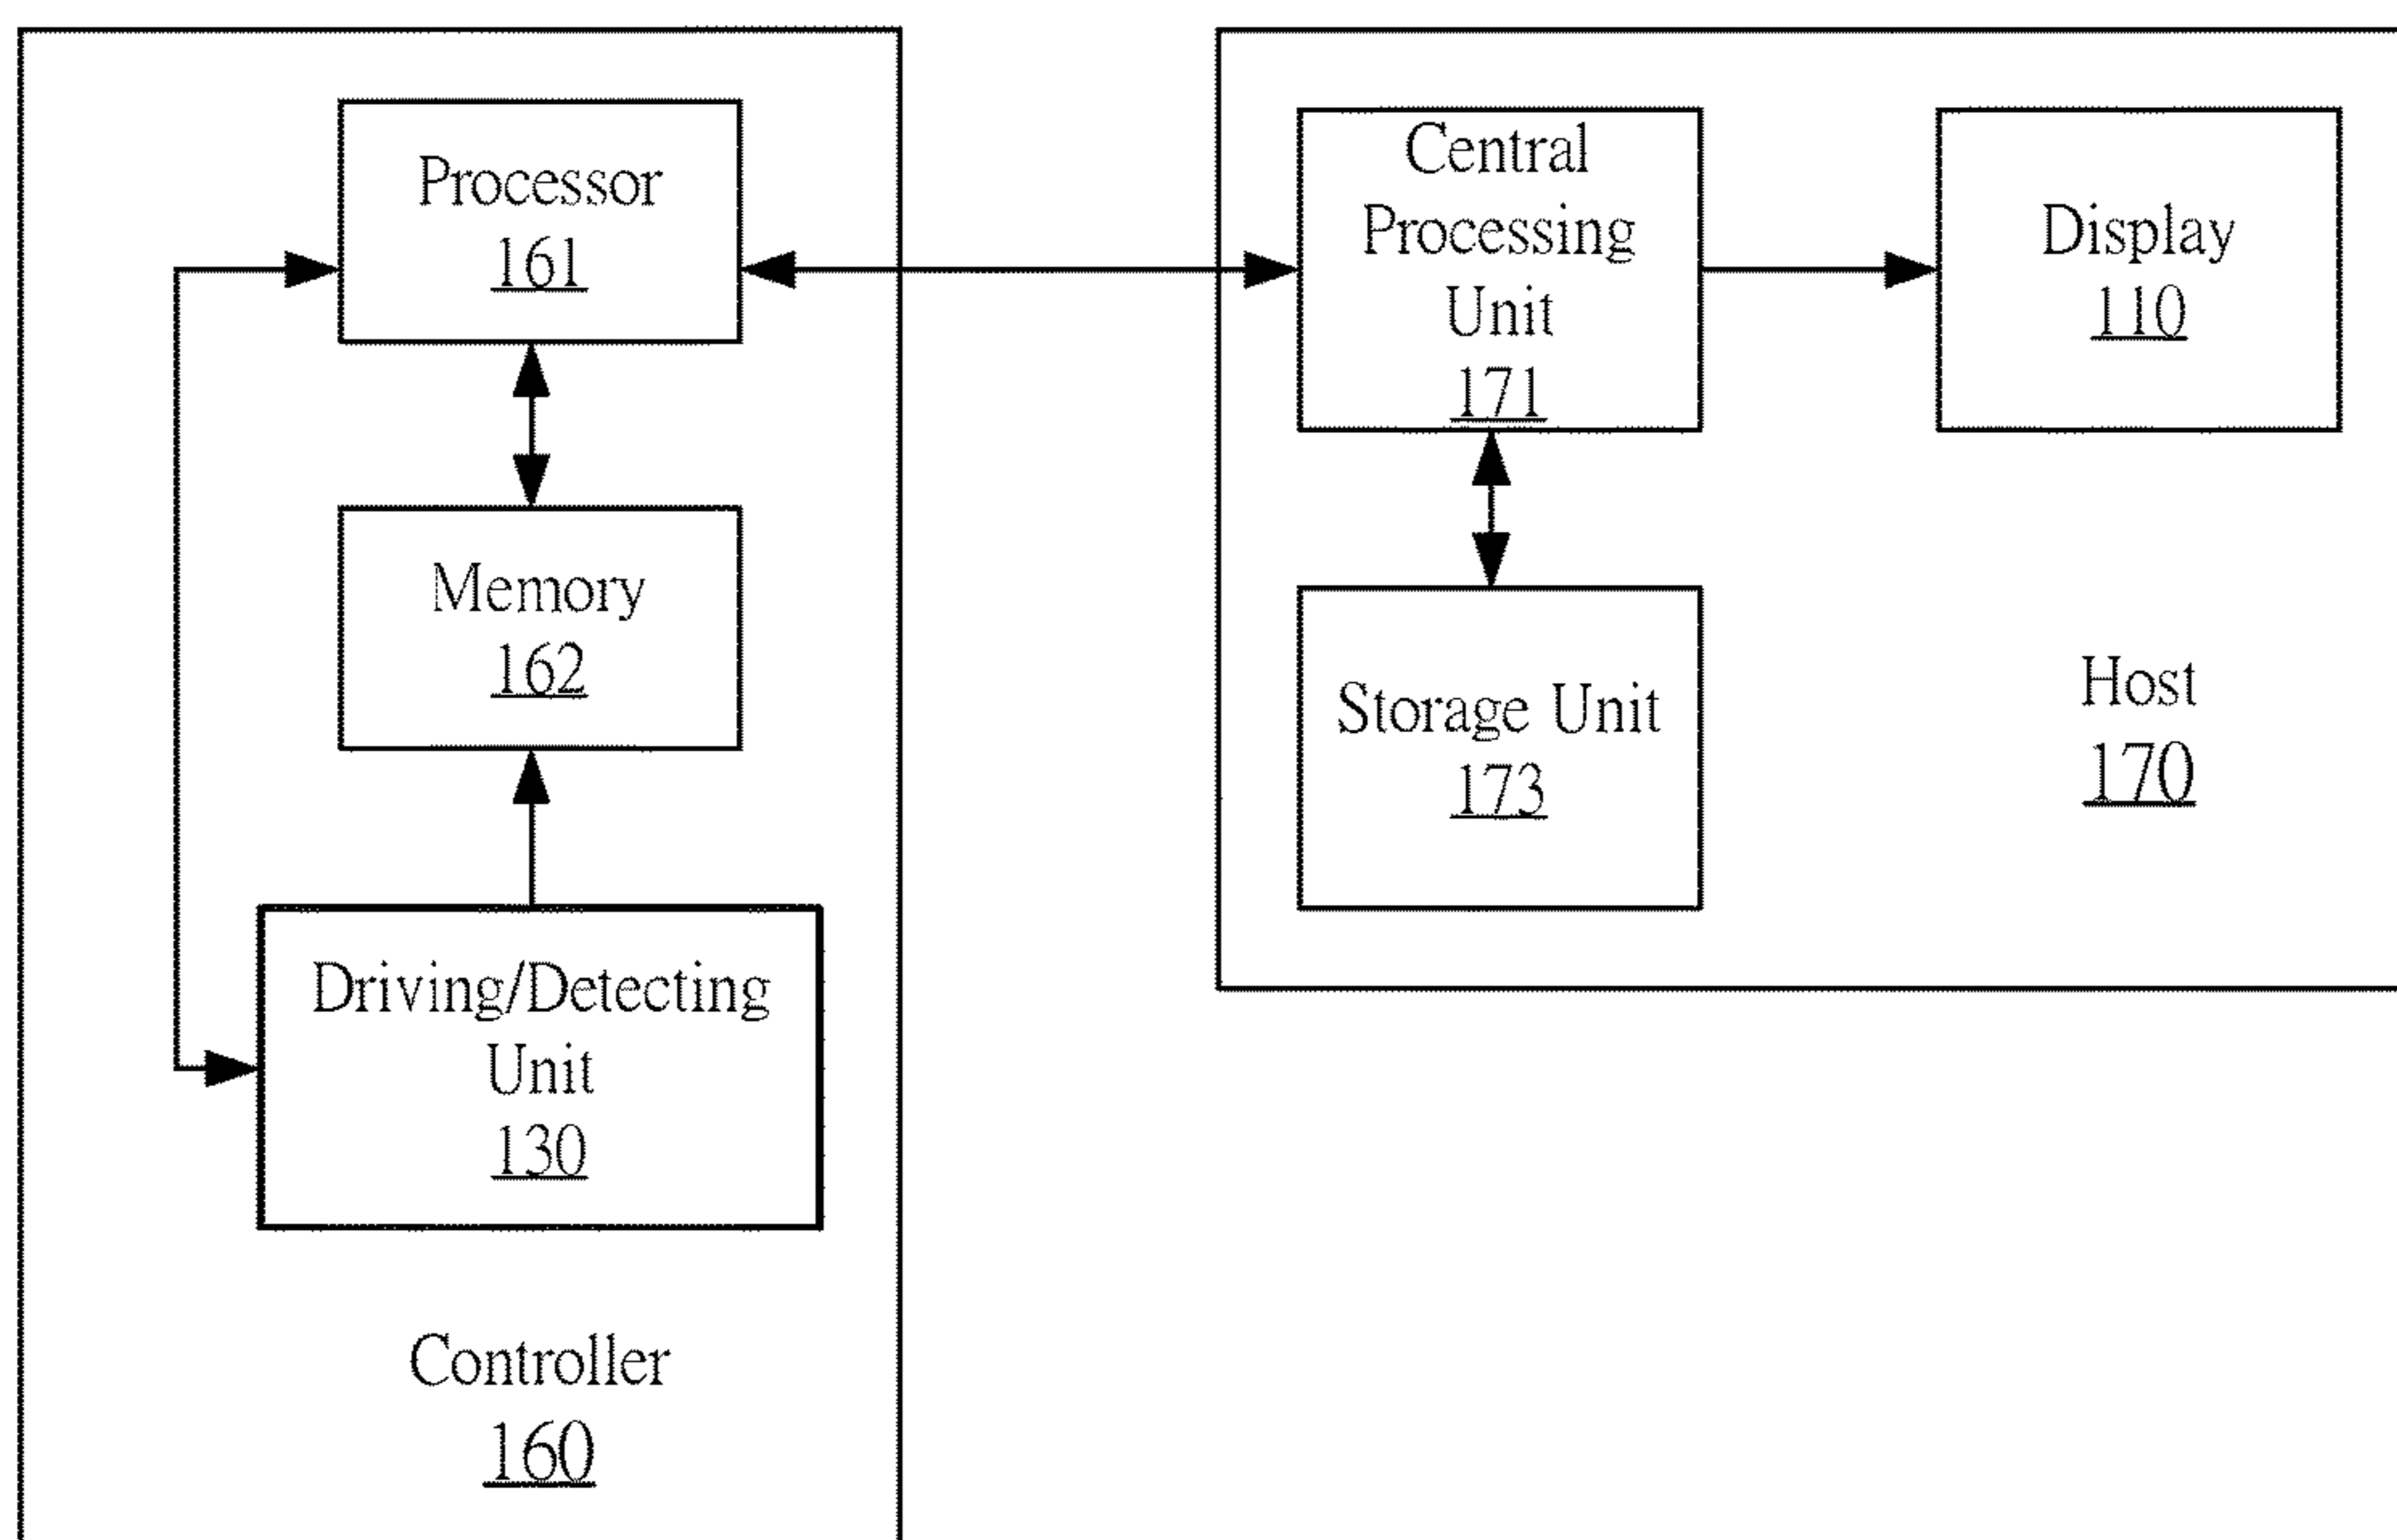 Processor
161
Memory
162
Driving/Detecting
Unit
130
Controller
160
Central
Processing
Unit
171
Display
110
Storage Unit
173
Host
170